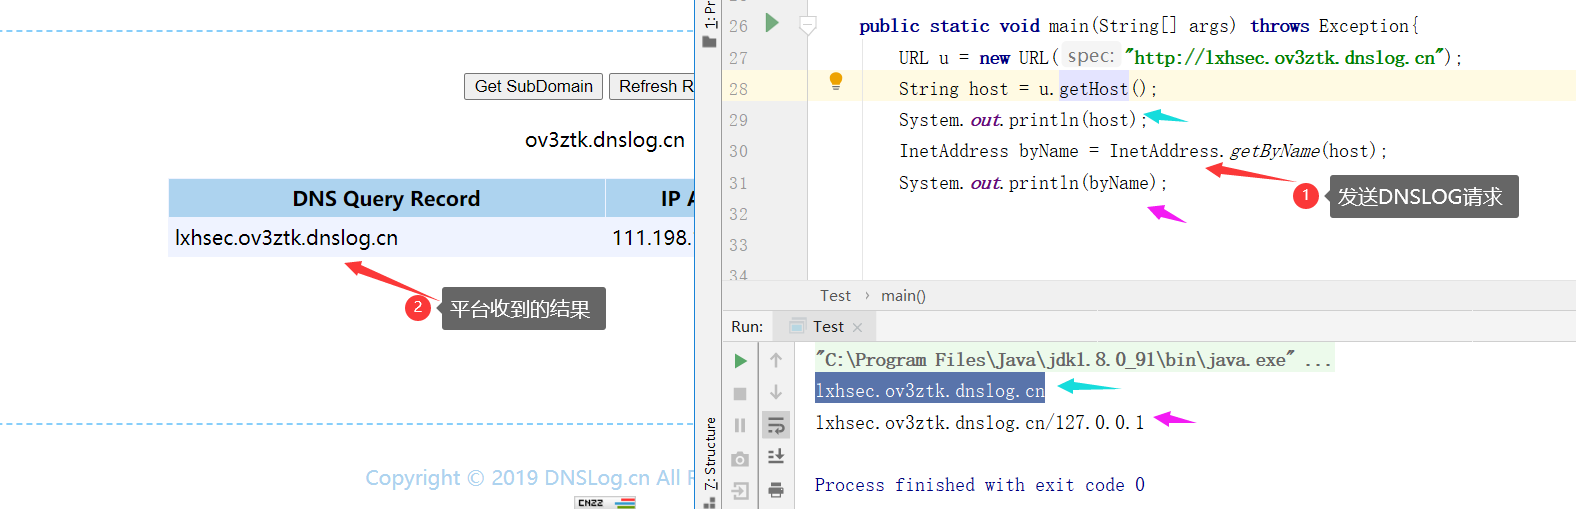 Get SubDomain Refresh R
ov3ztk.dnslog.cn
DNS Query Record IP A
lxhsec.ov3ztk.dnslog.cn 111.198.
2 平台收到的结果
Copyright © 2019 DNSLog.cn All R
CNZZ
1: Pr
26 public static void main(String[] args) throws Exception{
27 URL u = new URL( spec: "http://lxhsec.ov3ztk.dnslog.cn");
28 String host = u.getHost();
29 System.out.println(host);
30 InetAddress byName = InetAddress.getByName(host);
31 System.out.println(byName);
32
33
34
1 发送DNSLOG请求
Test › main()
Run: Test ×
"C:\Program Files\Java\jdk1.8.0_91\bin\java.exe" ...
lxhsec.ov3ztk.dnslog.cn
lxhsec.ov3ztk.dnslog.cn/127.0.0.1
Process finished with exit code 0
Z: Structure